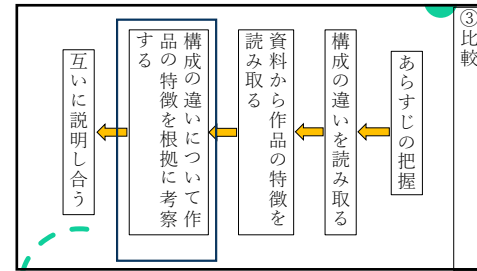 ③比較
あらすじの把握
構成の違いを読み取る
資料から作品の特徴を
読み取る
構成の違いについて作
品の特徴を根拠に考察
する
互いに説明し合う